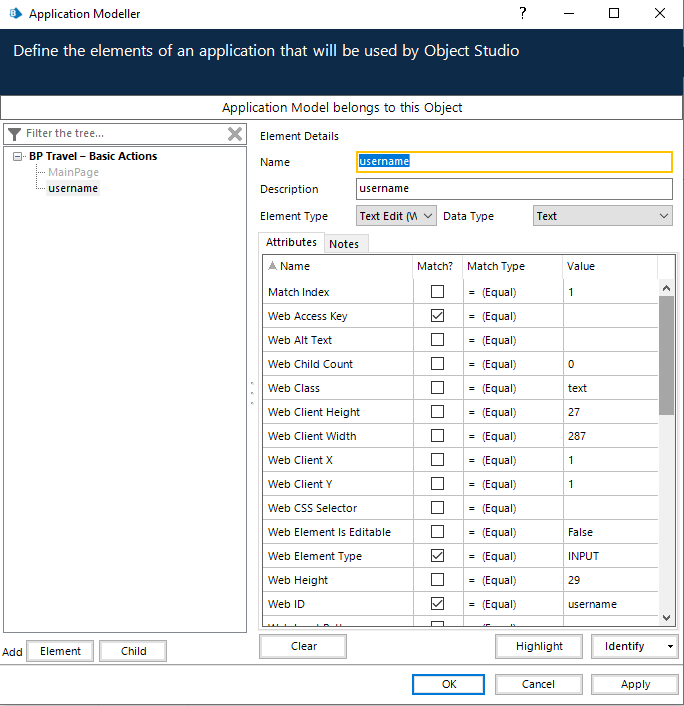 Application Modeller
?
Define the elements of an application that will be used by Object Studio
Application Model belongs to this Object
Filter the tree...
BP Travel – Basic Actions
MainPage
username
Element Details
Name username
Description username
Element Type Text Edit (W Data Type Text
Attributes Notes
Name Match? Match Type Value
Match Index = (Equal) 1
Web Access Key = (Equal)
Web Alt Text = (Equal)
Web Child Count = (Equal) 0
Web Class = (Equal) text
Web Client Height = (Equal) 27
Web Client Width = (Equal) 287
Web Client X = (Equal) 1
Web Client Y = (Equal) 1
Web CSS Selector = (Equal)
Web Element Is Editable = (Equal) False
Web Element Type = (Equal) INPUT
Web Height = (Equal) 29
Web ID = (Equal) username
Add Element Child
Clear Highlight Identify
OK Cancel Apply